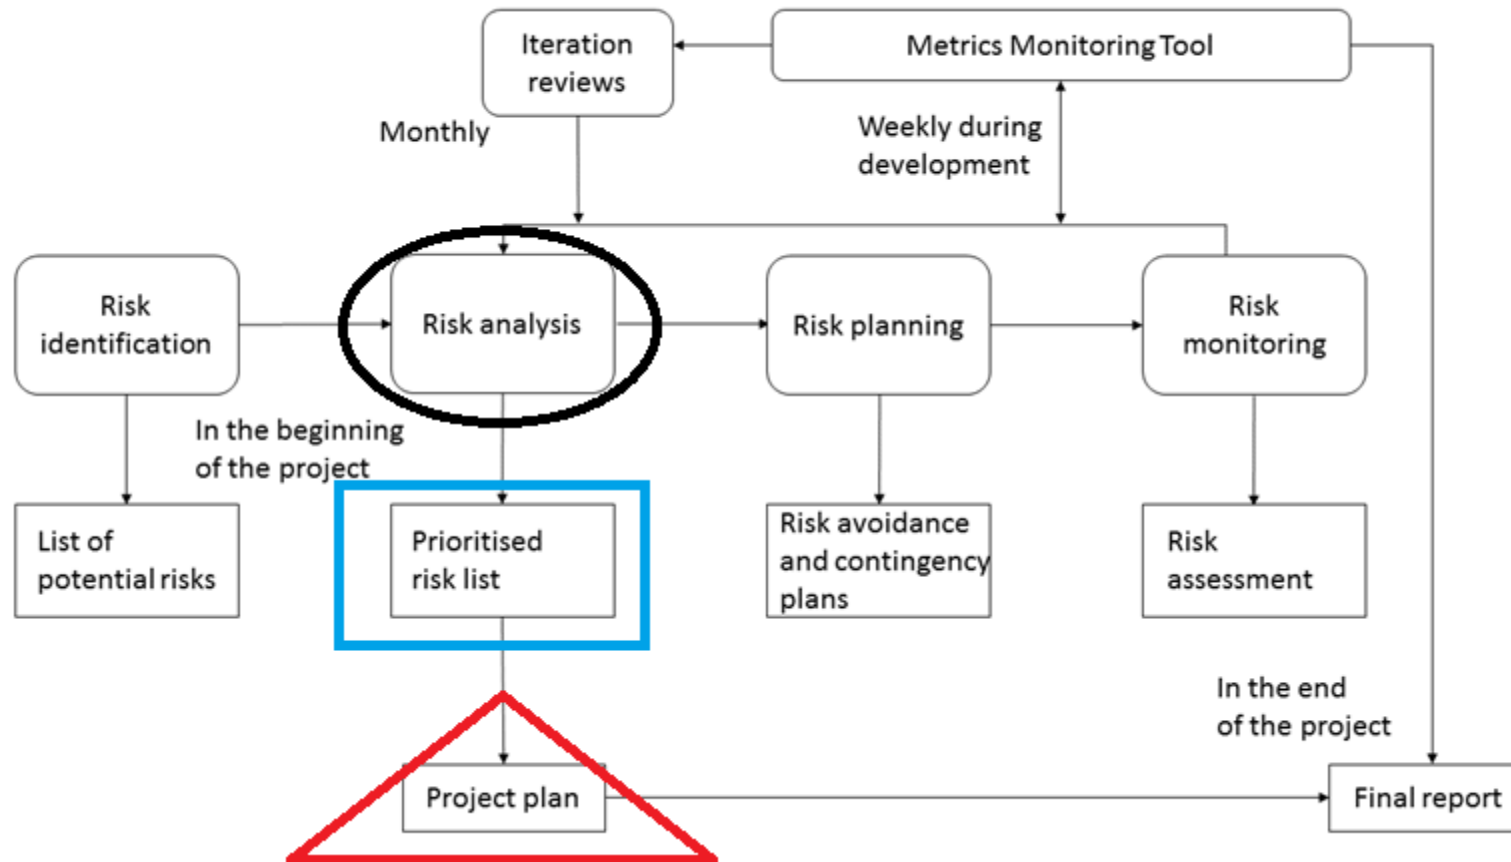 Iteration
reviews
Metrics Monitoring Tool
Monthly
Weekly during
development
Risk
identification
Risk analysis
Risk planning
Risk
monitoring
In the beginning
of the project
List of
potential risks
Prioritised
risk list
Risk avoidance
and contingency
plans
Risk
assessment
In the end
of the project
Project plan
Final report